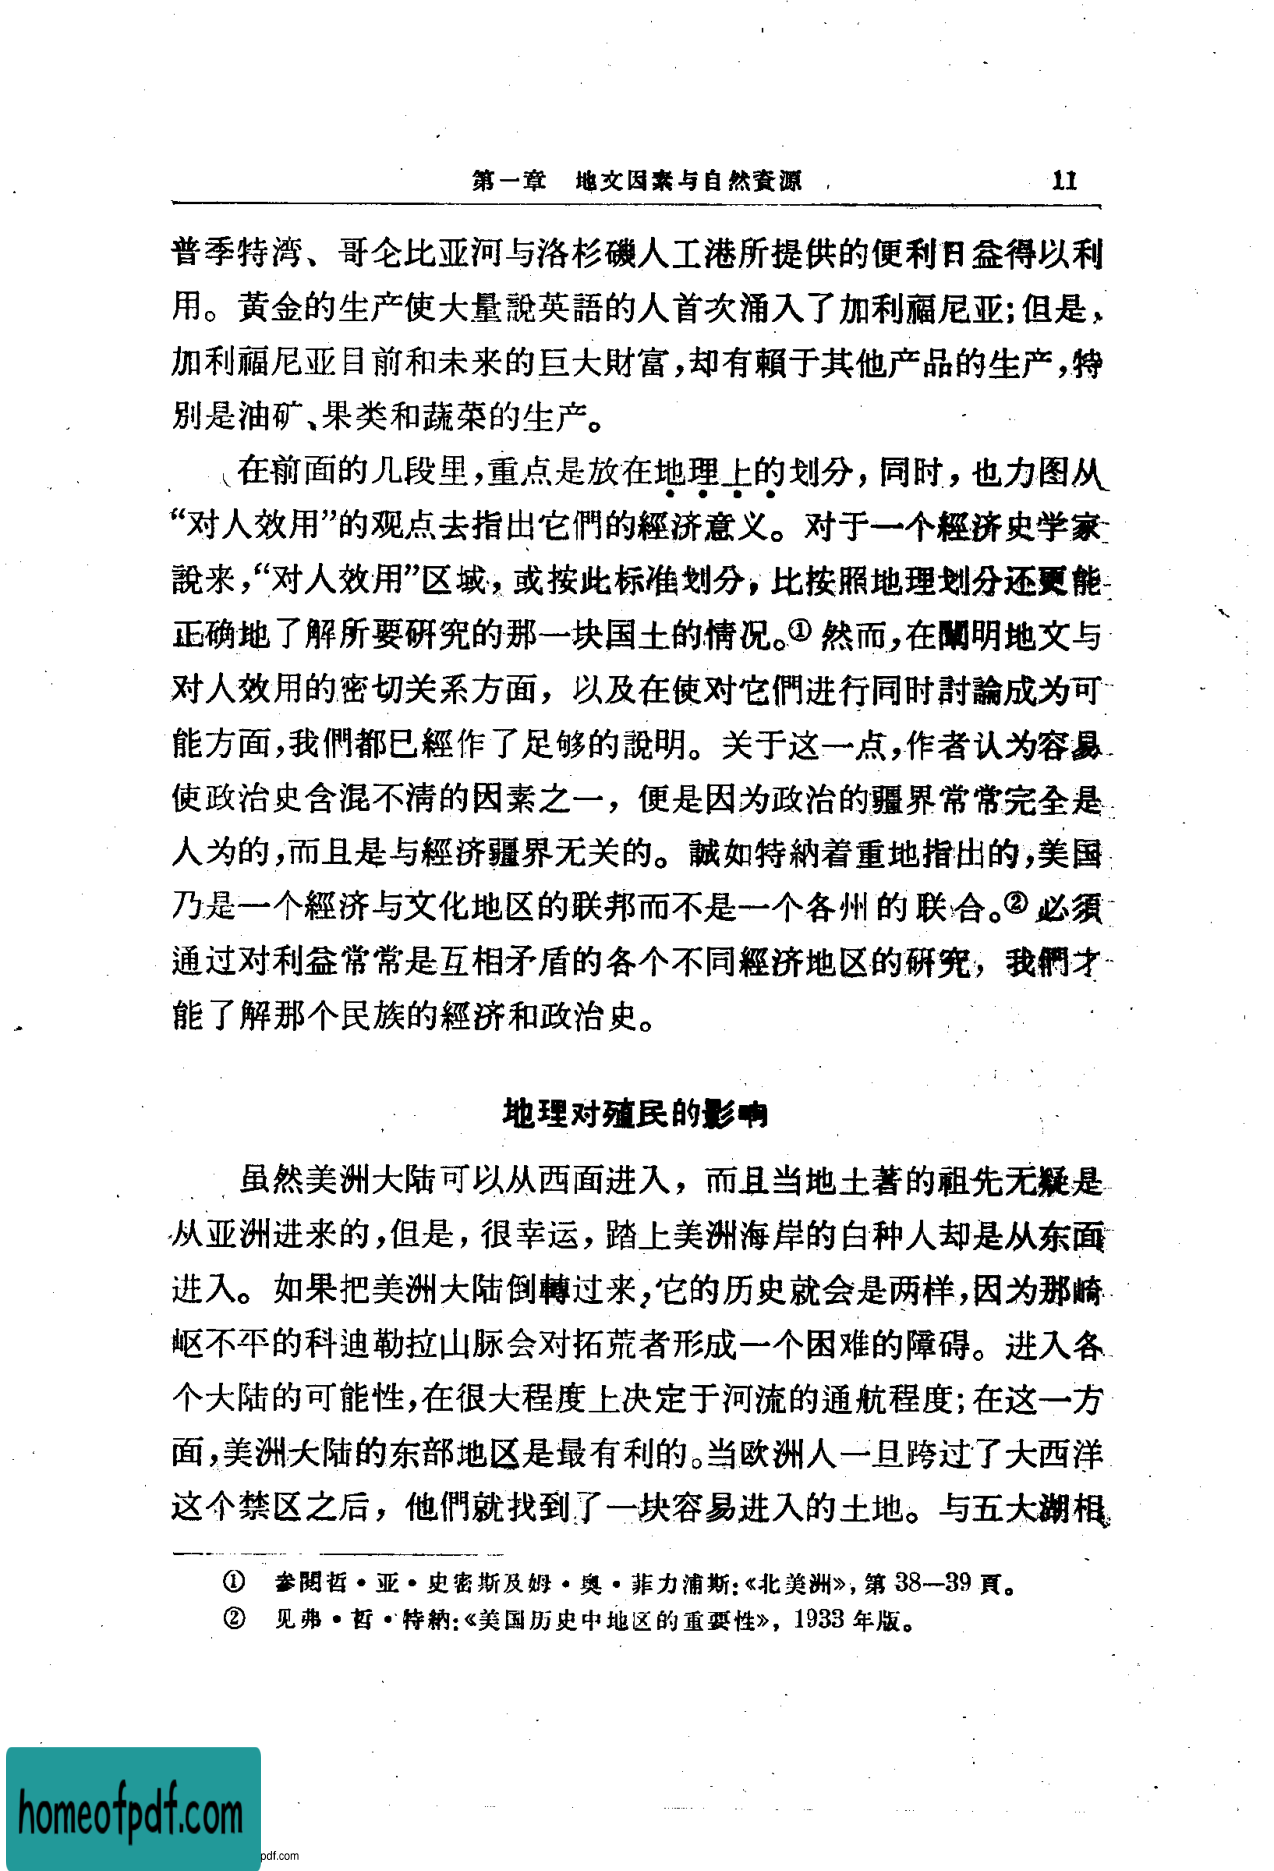 第一章　地文因素与自然資源　11
普季特湾、哥仑比亚河与洛杉磯人工港所提供的便利日益得以利
用。黄金的生产使大量說英語的人首次涌入了加利福尼亚;但是,
加利福尼亚目前和未来的巨大財富,却有賴于其他产品的生产,特
別是油矿、果类和蔬菜的生产。
在前面的几段里,重点是放在地理上的划分,同时,也力图从
“对人效用”的观点去指出它們的經济意义。对于一个經济史学家
說来,“对人效用”区域,或按此标准划分,比按照地理划分还更能
正确地了解所要研究的那一块国土的情况。① 然而,在闡明地文与
对人效用的密切关系方面,以及在使对它們进行同时討論成为可
能方面,我們都已經作了足够的說明。关于这一点,作者认为容易
使政治史含混不清的因素之一,便是因为政治的疆界常常完全是
人为的,而且是与經济疆界无关的。誠如特納着重地指出的,美国
乃是一个經济与文化地区的联邦而不是一个各州的联合。② 必須
通过对利益常常是互相矛盾的各个不同經济地区的研究,我們才
能了解那个民族的經济和政治史。
地理对殖民的影响
虽然美洲大陆可以从西面进入,而且当地土著的祖先无疑是
从亚洲进来的,但是,很幸运,踏上美洲海岸的白种人却是从东面
进入。如果把美洲大陆倒轉过来,它的历史就会是两样,因为那崎
岖不平的科迪勒拉山脉会对拓荒者形成一个困难的障碍。进入各
个大陆的可能性,在很大程度上决定于河流的通航程度;在这一方
面,美洲大陆的东部地区是最有利的。当欧洲人一旦跨过了大西洋
这个禁区之后,他們就找到了一块容易进入的土地。与五大湖相
① 参閱哲·亚·史密斯及姆·奥·菲力浦斯:《北美洲》,第 38—39 頁。
② 见弗·哲·特納:《美国历史中地区的重要性》,1933 年版。
homeofpdf.com
pdf.com